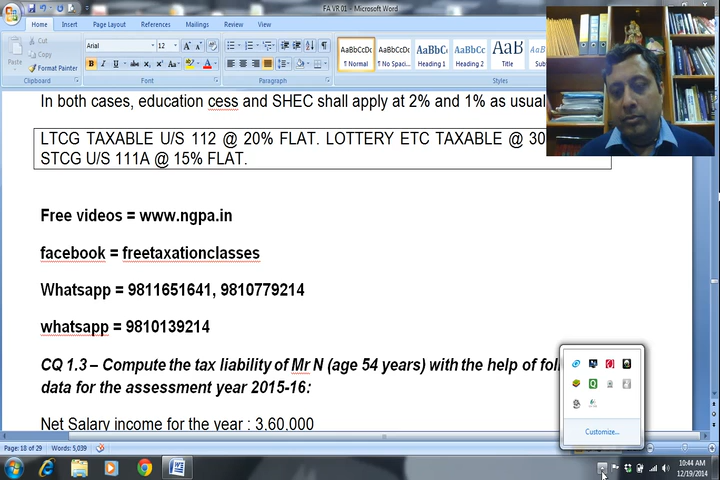 FA VR 01 - Microsoft Word
Home Insert Page Layout References Mailings Review View
Paste
Cut
Copy
Format Painter
Clipboard
Arial 12
Font
Paragraph
AaBbCcDc AaBbCcDc AaBbC AaBbCc AaB AaBbCc
¶ Normal ¶ No Spaci... Heading 1 Heading 2 Title Sub
Styles
In both cases, education cess and SHEC shall apply at 2% and 1% as usual
LTCG TAXABLE U/S 112 @ 20% FLAT. LOTTERY ETC TAXABLE @ 30
STCG U/S 111A @ 15% FLAT.
Free videos = www.ngpa.in
facebook = freetaxationclasses
Whatsapp = 9811651641, 9810779214
whatsapp = 9810139214
CQ 1.3 – Compute the tax liability of Mr N (age 54 years) with the help of fol
data for the assessment year 2015-16:
Net Salary income for the year : 3,60,000
Customize...
Page: 18 of 29 Words: 5,039
10:44 AM
12/19/2014